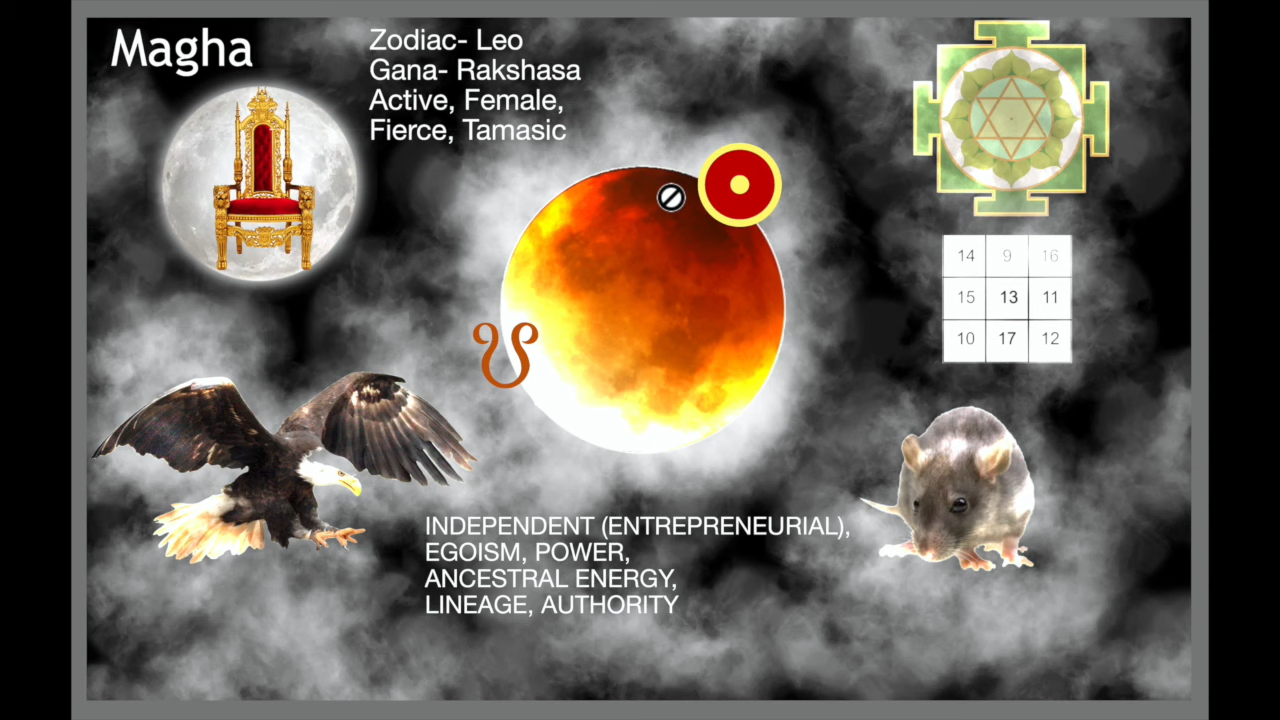 Magha
Zodiac- Leo
Gana- Rakshasa
Active, Female,
Fierce, Tamasic
14 9 16
15 13 11
10 17 12
INDEPENDENT (ENTREPRENEURIAL),
EGOISM, POWER,
ANCESTRAL ENERGY,
LINEAGE, AUTHORITY